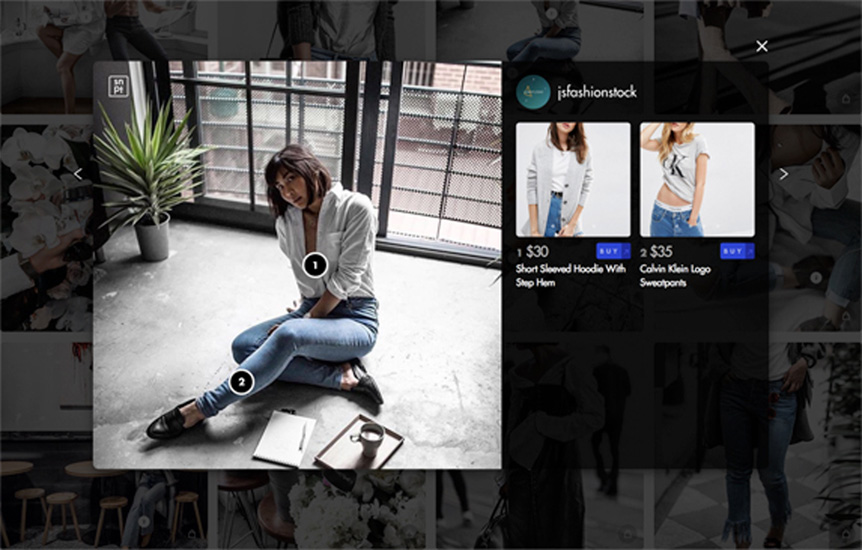 sn
pt
jsfashionstock
1 $30
BUY
Short Sleeved Hoodie With
Step Hem
2 $35
BUY
Calvin Klein Logo
Sweatpants
1
2